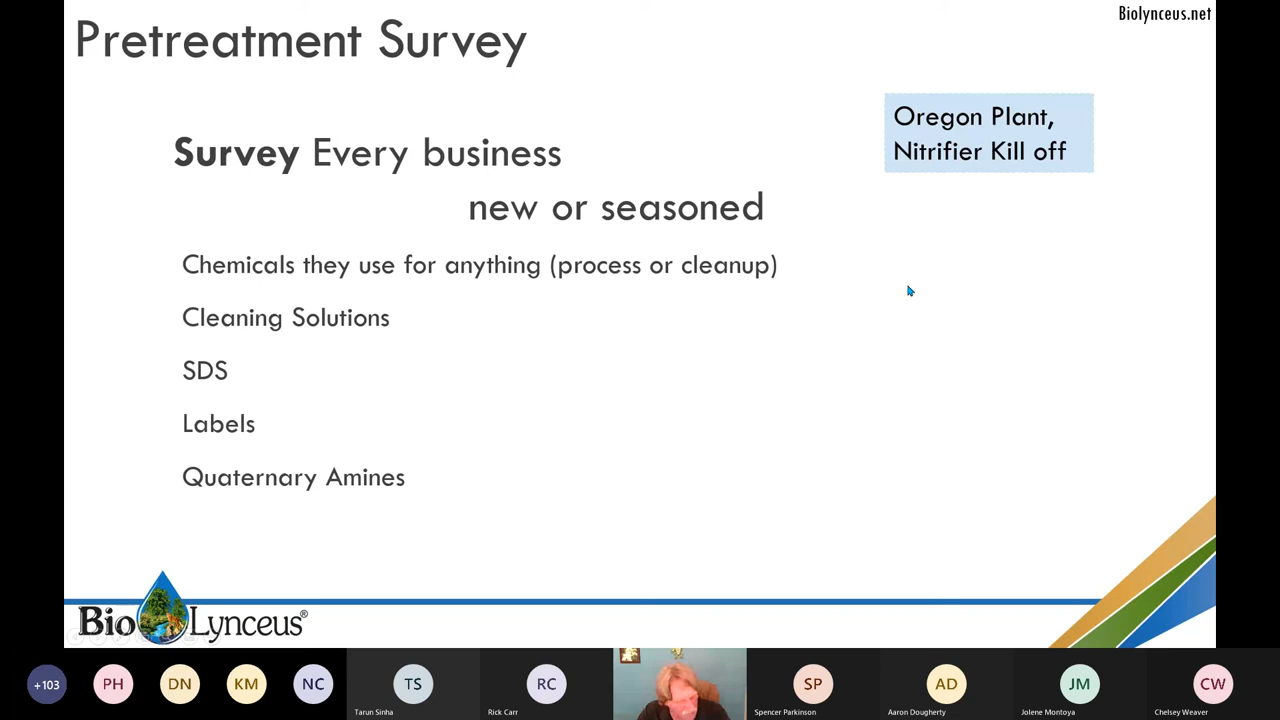 Biolynceus.net
Pretreatment Survey
Oregon Plant,
Nitrifier Kill off
Survey Every business
new or seasoned
Chemicals they use for anything (process or cleanup)
Cleaning Solutions
SDS
Labels
Quaternary Amines
BioLynceus®
+103
PH
DN
KM
NC
TS
Tarun Sinha
RC
Rick Carr
SP
Spencer Parkinson
AD
Aaron Dougherty
JM
Jolene Montoya
CW
Chelsey Weaver